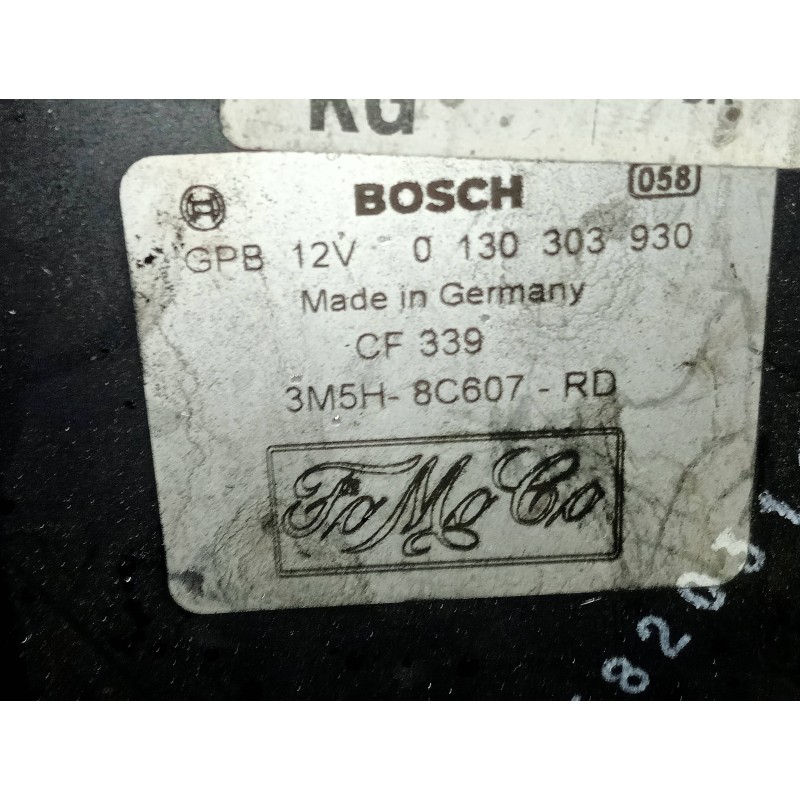 KG
BOSCH 058
GPB 12V 0 130 303 930
Made in Germany
CF 339
3M5H- 8C607 - RD
FoMoCo